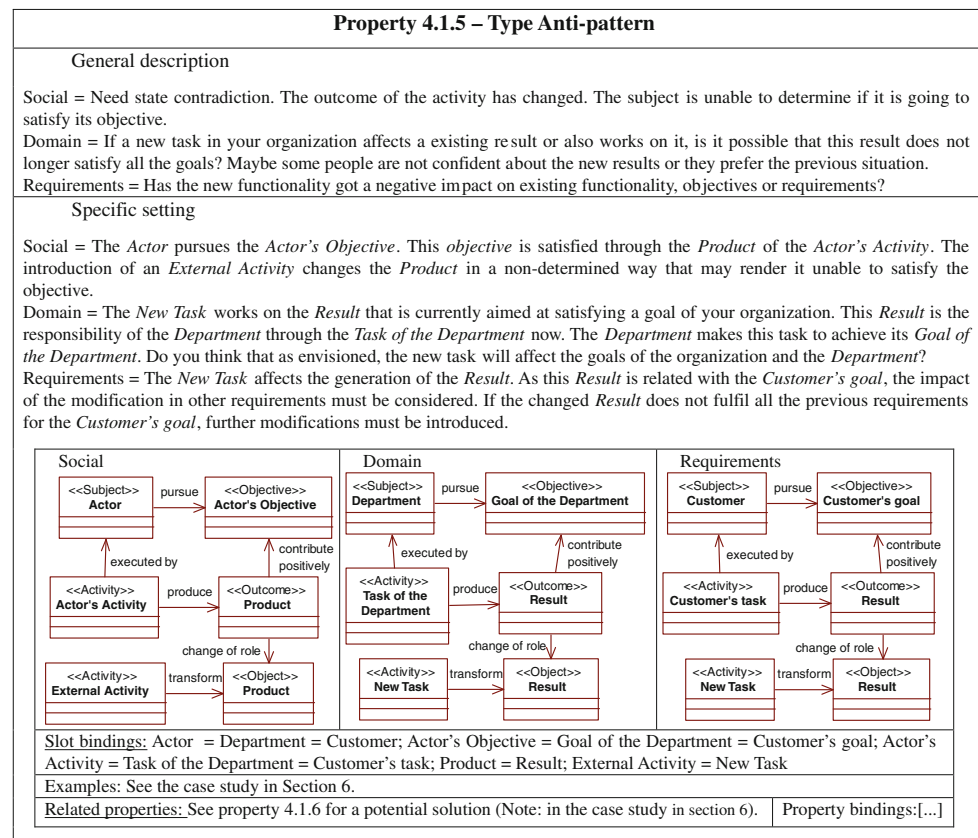 Property 4.1.5 – Type Anti-pattern
General description
Social = Need state contradiction. The outcome of the activity has changed. The subject is unable to determine if it is going to
satisfy its objective.
Domain = If a new task in your organization affects a existing result or also works on it, is it possible that this result does not
longer satisfy all the goals? Maybe some people are not confident about the new results or they prefer the previous situation.
Requirements = Has the new functionality got a negative impact on existing functionality, objectives or requirements?
Specific setting
Social = The Actor pursues the Actor's Objective. This objective is satisfied through the Product of the Actor's Activity. The
introduction of an External Activity changes the Product in a non-determined way that may render it unable to satisfy the
objective.
Domain = The New Task works on the Result that is currently aimed at satisfying a goal of your organization. This Result is the
responsibility of the Department through the Task of the Department now. The Department makes this task to achieve its Goal of
the Department. Do you think that as envisioned, the new task will affect the goals of the organization and the Department?
Requirements = The New Task affects the generation of the Result. As this Result is related with the Customer's goal, the impact
of the modification in other requirements must be considered. If the changed Result does not fulfil all the previous requirements
for the Customer's goal, further modifications must be introduced.
Social
<<Subject>>
Actor
pursue
<<Objective>>
Actor's Objective
executed by
contribute
positively
<<Activity>>
Actor's Activity
produce
<<Outcome>>
Product
change of role
<<Activity>>
External Activity
transform
<<Object>>
Product
Domain
<<Subject>>
Department
pursue
<<Objective>>
Goal of the Department
executed by
contribute
positively
<<Activity>>
Task of the
Department
produce
<<Outcome>>
Result
change of role
<<Activity>>
New Task
transform
<<Object>>
Result
Requirements
<<Subject>>
Customer
pursue
<<Objective>>
Customer's goal
executed by
contribute
positively
<<Activity>>
Customer's task
produce
<<Outcome>>
Result
change of role
<<Activity>>
New Task
transform
<<Object>>
Result
Slot bindings: Actor = Department = Customer; Actor's Objective = Goal of the Department = Customer's goal; Actor's
Activity = Task of the Department = Customer's task; Product = Result; External Activity = New Task
Examples: See the case study in Section 6.
Related properties: See property 4.1.6 for a potential solution (Note: in the case study in section 6).
Property bindings:[...]